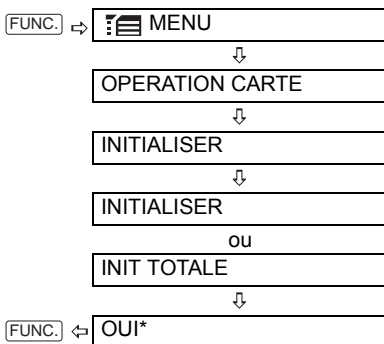 FUNC. ⇨ MENU
⇩
OPERATION CARTE
⇩
INITIALISER
⇩
INITIALISER
ou
INIT TOTALE
⇩
FUNC. ⇦ OUI*